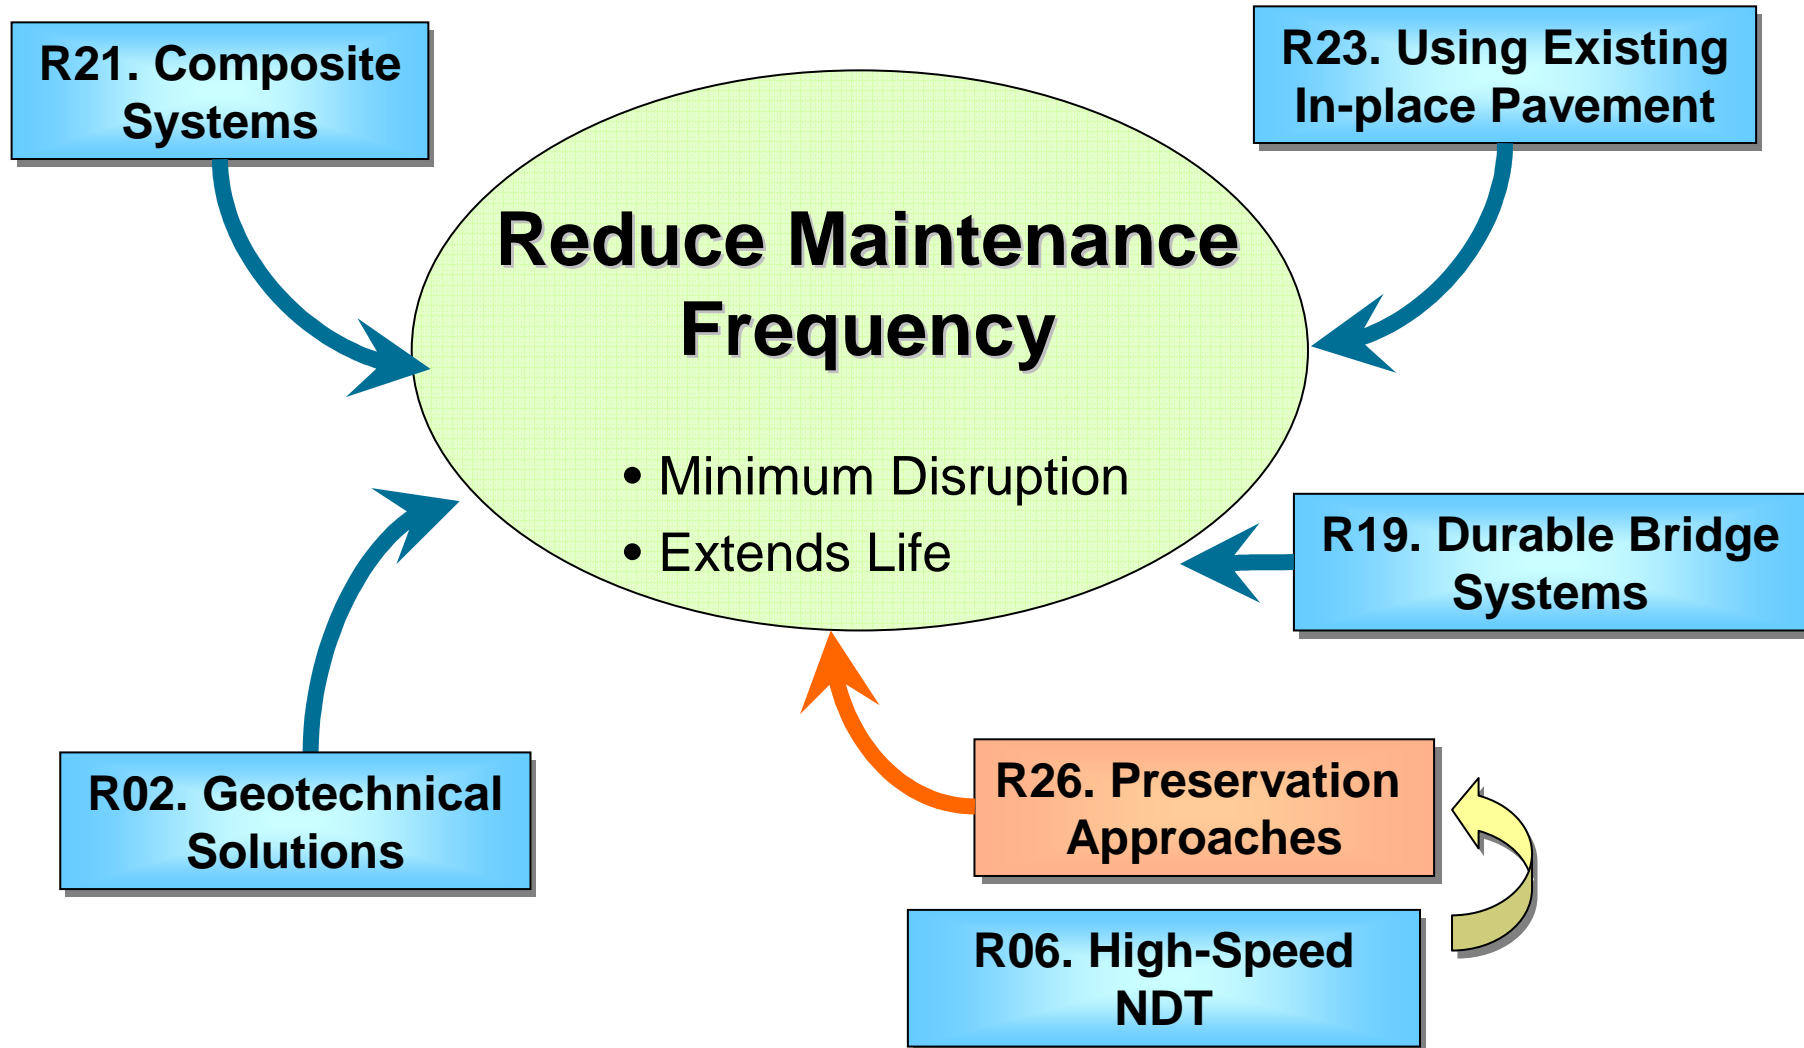 R21. Composite
Systems
R23. Using Existing
In-place Pavement
Reduce Maintenance
Frequency
• Minimum Disruption
• Extends Life
R19. Durable Bridge
Systems
R02. Geotechnical
Solutions
R26. Preservation
Approaches
R06. High-Speed
NDT